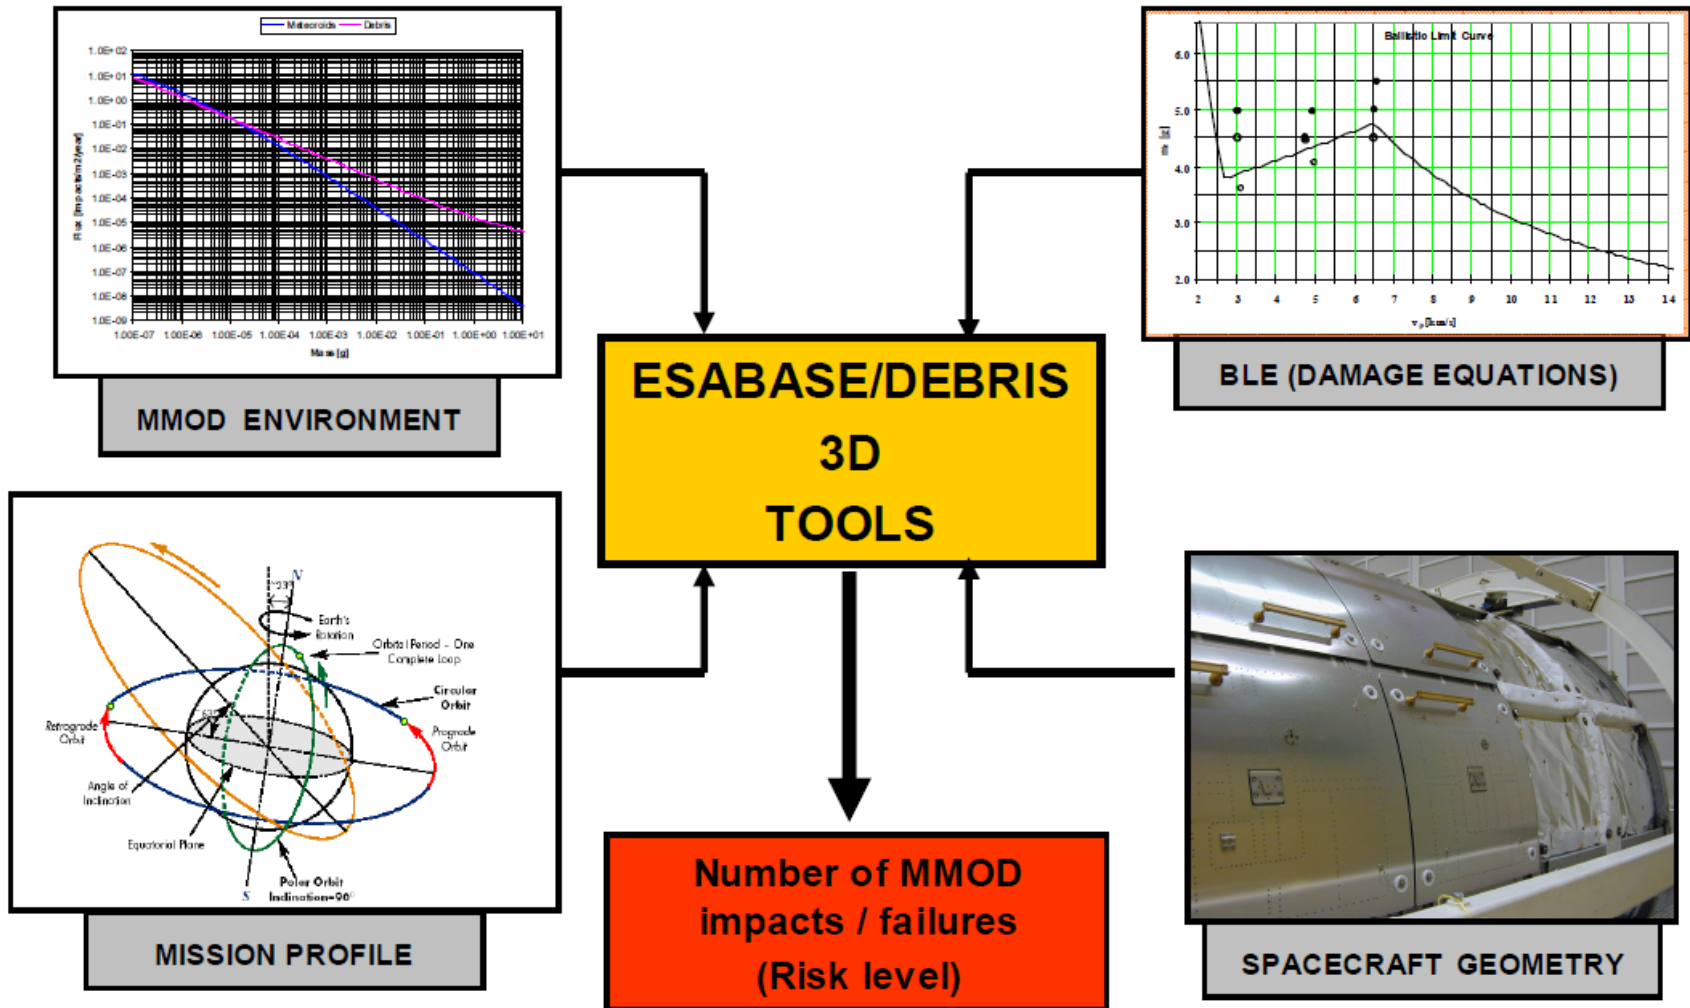 Meteoroids Debris
1.0E+02
1.0E+01
1.0E+00
1.0E-01
1.0E-02
1.0E-03
1.0E-04
1.0E-05
1.0E-06
1.0E-07
1.0E-08
1.0E-09
Flux [impacts/m2/year]
1.00E-07 1.00E-06 1.00E-05 1.00E-04 1.00E-03 1.00E-02 1.00E-01 1.00E+00 1.00E+01
Mass [g]
MMOD ENVIRONMENT
Ballistic Limit Curve
6.0
5.0
4.0
3.0
2.0
2 3 4 5 6 7 8 9 10 11 12 13 14
[km/s]
BLE (DAMAGE EQUATIONS)
ESABASE/DEBRIS
3D
TOOLS
N
~23°
Earth's
Rotation
Orbital Period - One
Complete Loop
Circular
Orbit
Retrograde
Orbit
Prograde
Orbit
Angle of
Inclination
Equatorial Plane
S
Polar Orbit
Inclination=90°
MISSION PROFILE
SPACECRAFT GEOMETRY
Number of MMOD
impacts / failures
(Risk level)